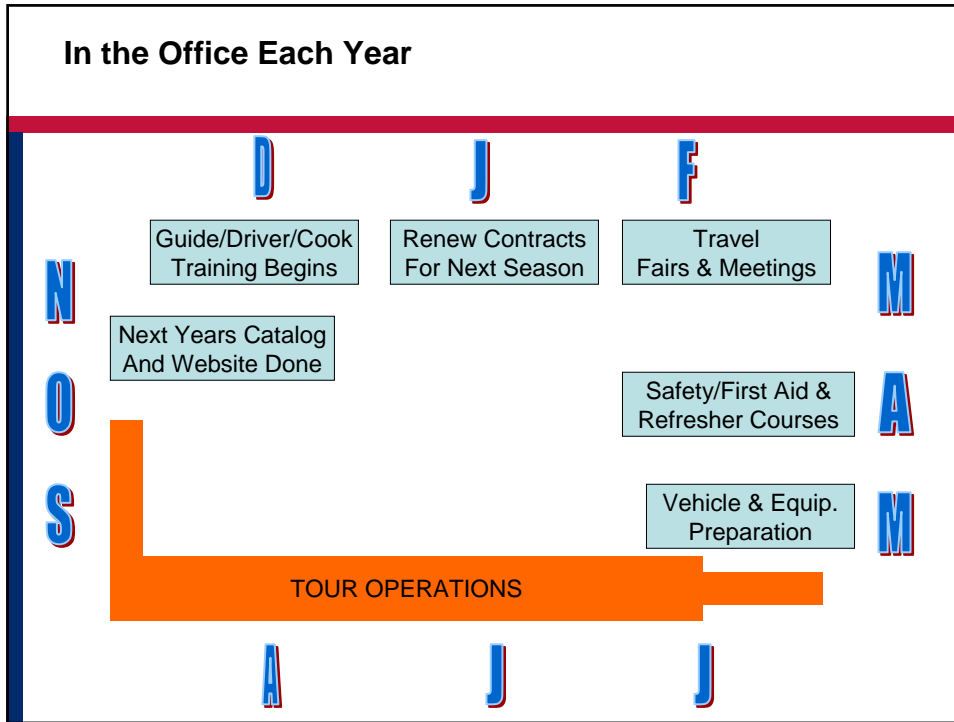 In the Office Each Year
D J F
Guide/Driver/Cook
Training Begins
Renew Contracts
For Next Season
Travel
Fairs & Meetings
N
M
Next Years Catalog
And Website Done
O
Safety/First Aid &
Refresher Courses
A
S
Vehicle & Equip.
Preparation
M
TOUR OPERATIONS
A J J